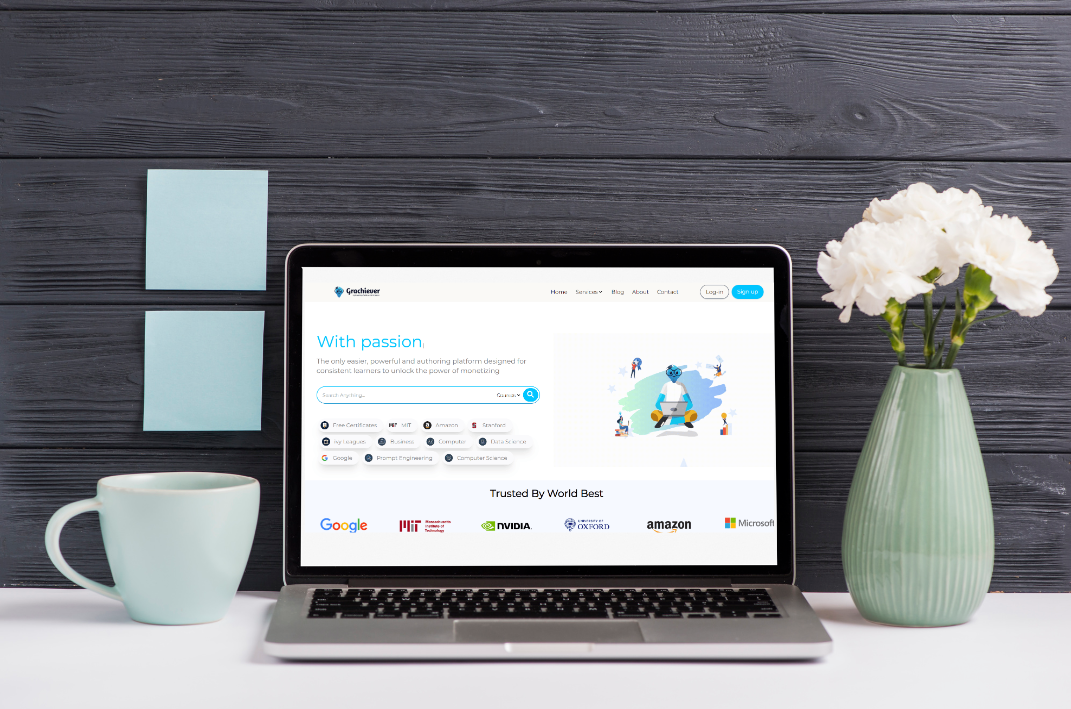 Grochiever
Home Services Blog About Contact Log-in Sign up
With passion
The only easier, powerful and authoring platform designed for
consistent learners to unlock the power of monetizing
Search Anything...
Free Certificates MIT Amazon Stanford
Ivy Leagues Business Computer Data Science
Google Prompt Engineering Computer Science
Trusted By World Best
Google
MIT Massachusetts
Institute of
Technology
NVIDIA.
UNIVERSITY OF
OXFORD
amazon
Microsoft